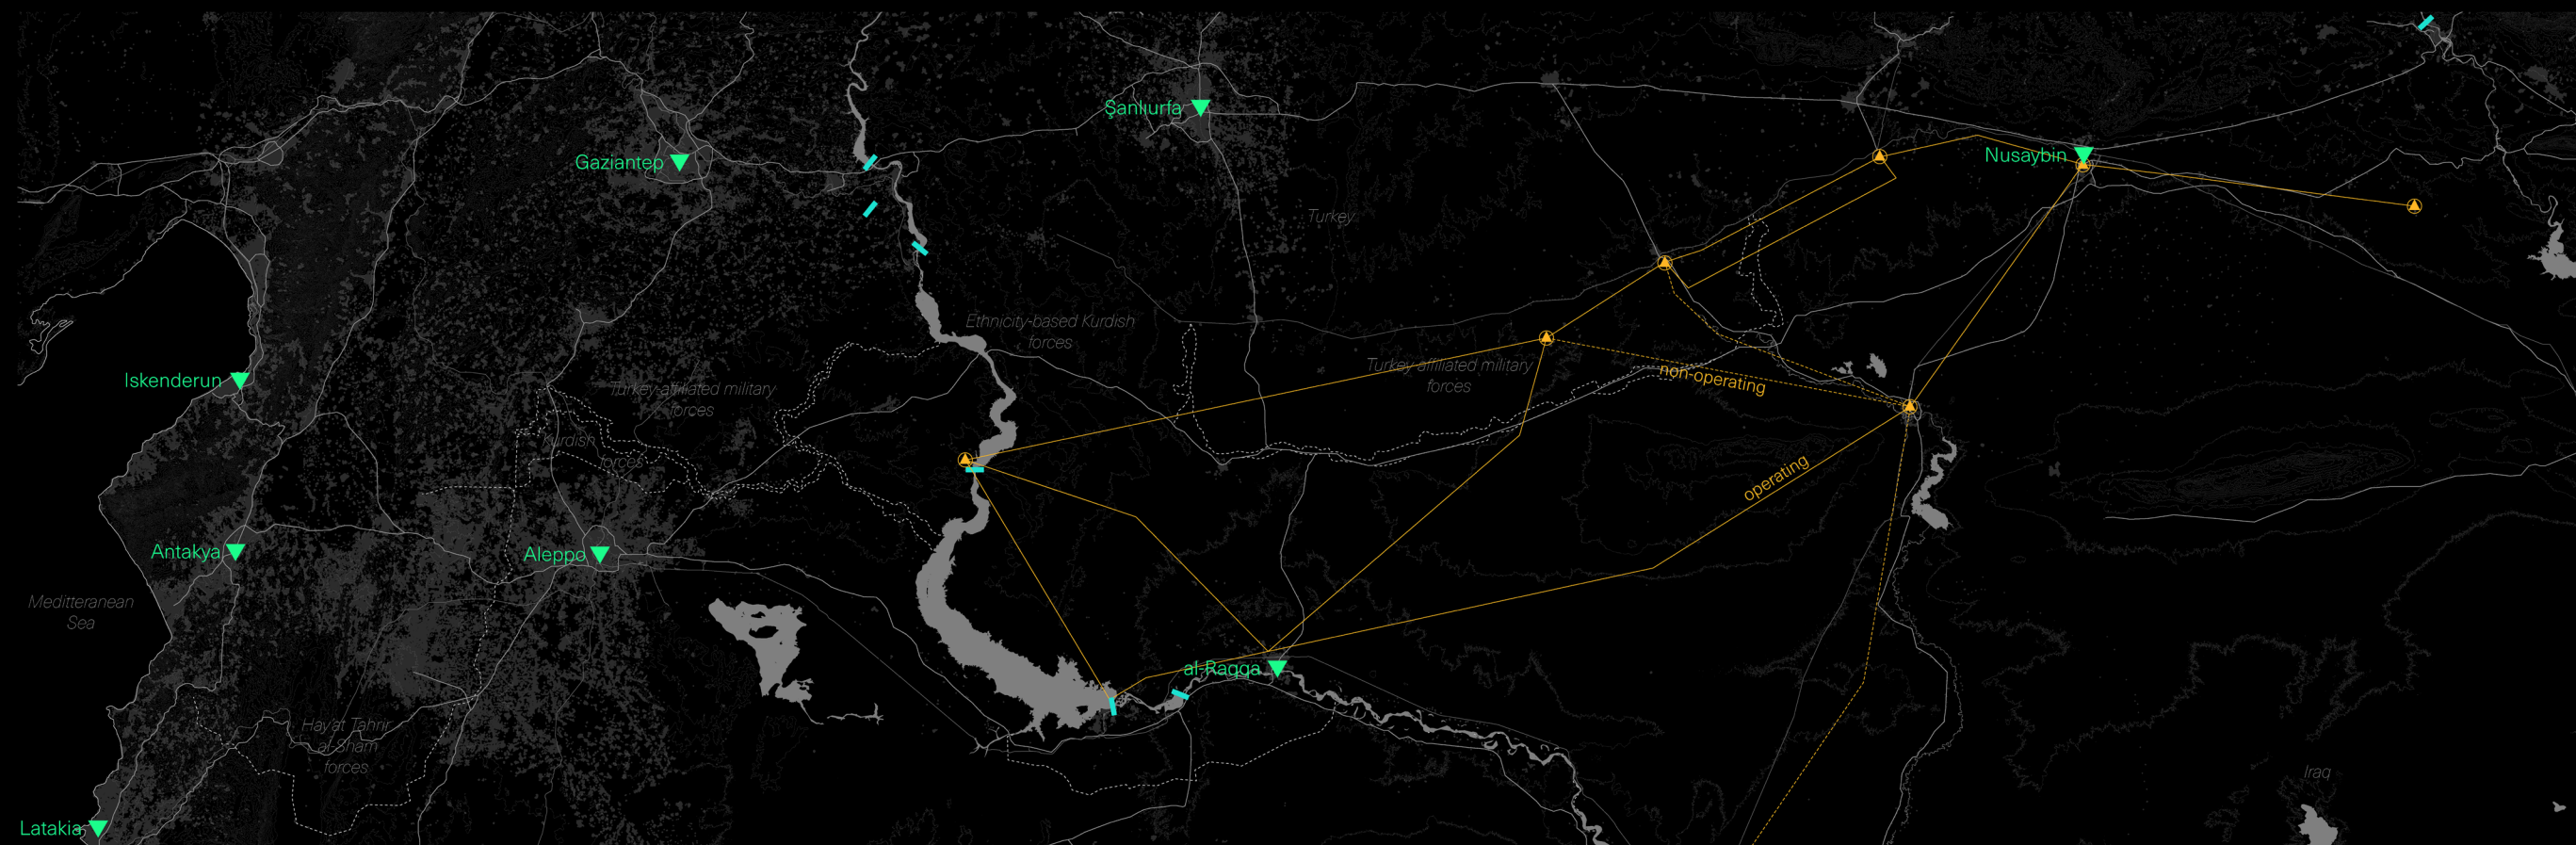 Şanlıurfa
Gaziantep
Nusaybin
Turkey
Ethnicity-based Kurdish
forces
Iskenderun
Turkey-affiliated military
forces
Turkey-affiliated military
forces
non-operating
Kurdish
forces
operating
Antakya
Aleppo
Meditteranean
Sea
al-Raqqa
Hay'at Tahrir
al-Sham
forces
Iraq
Latakia